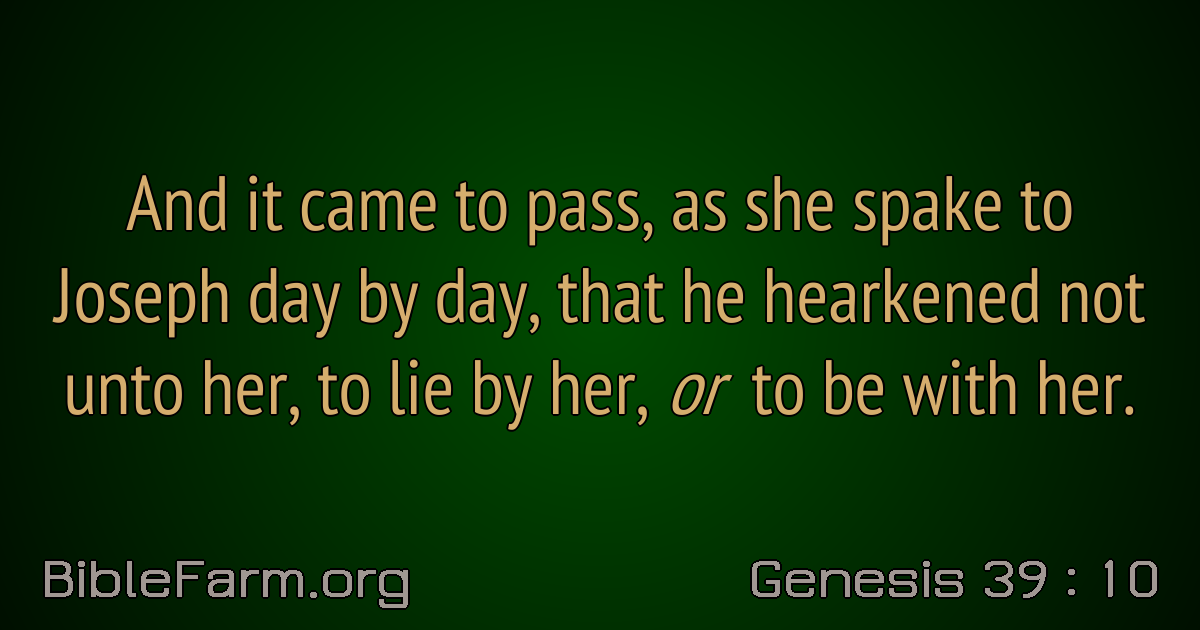 And it came to pass, as she spake to
Joseph day by day, that he hearkened not
unto her, to lie by her, or to be with her.
BibleFarm.org
Genesis 39 : 10